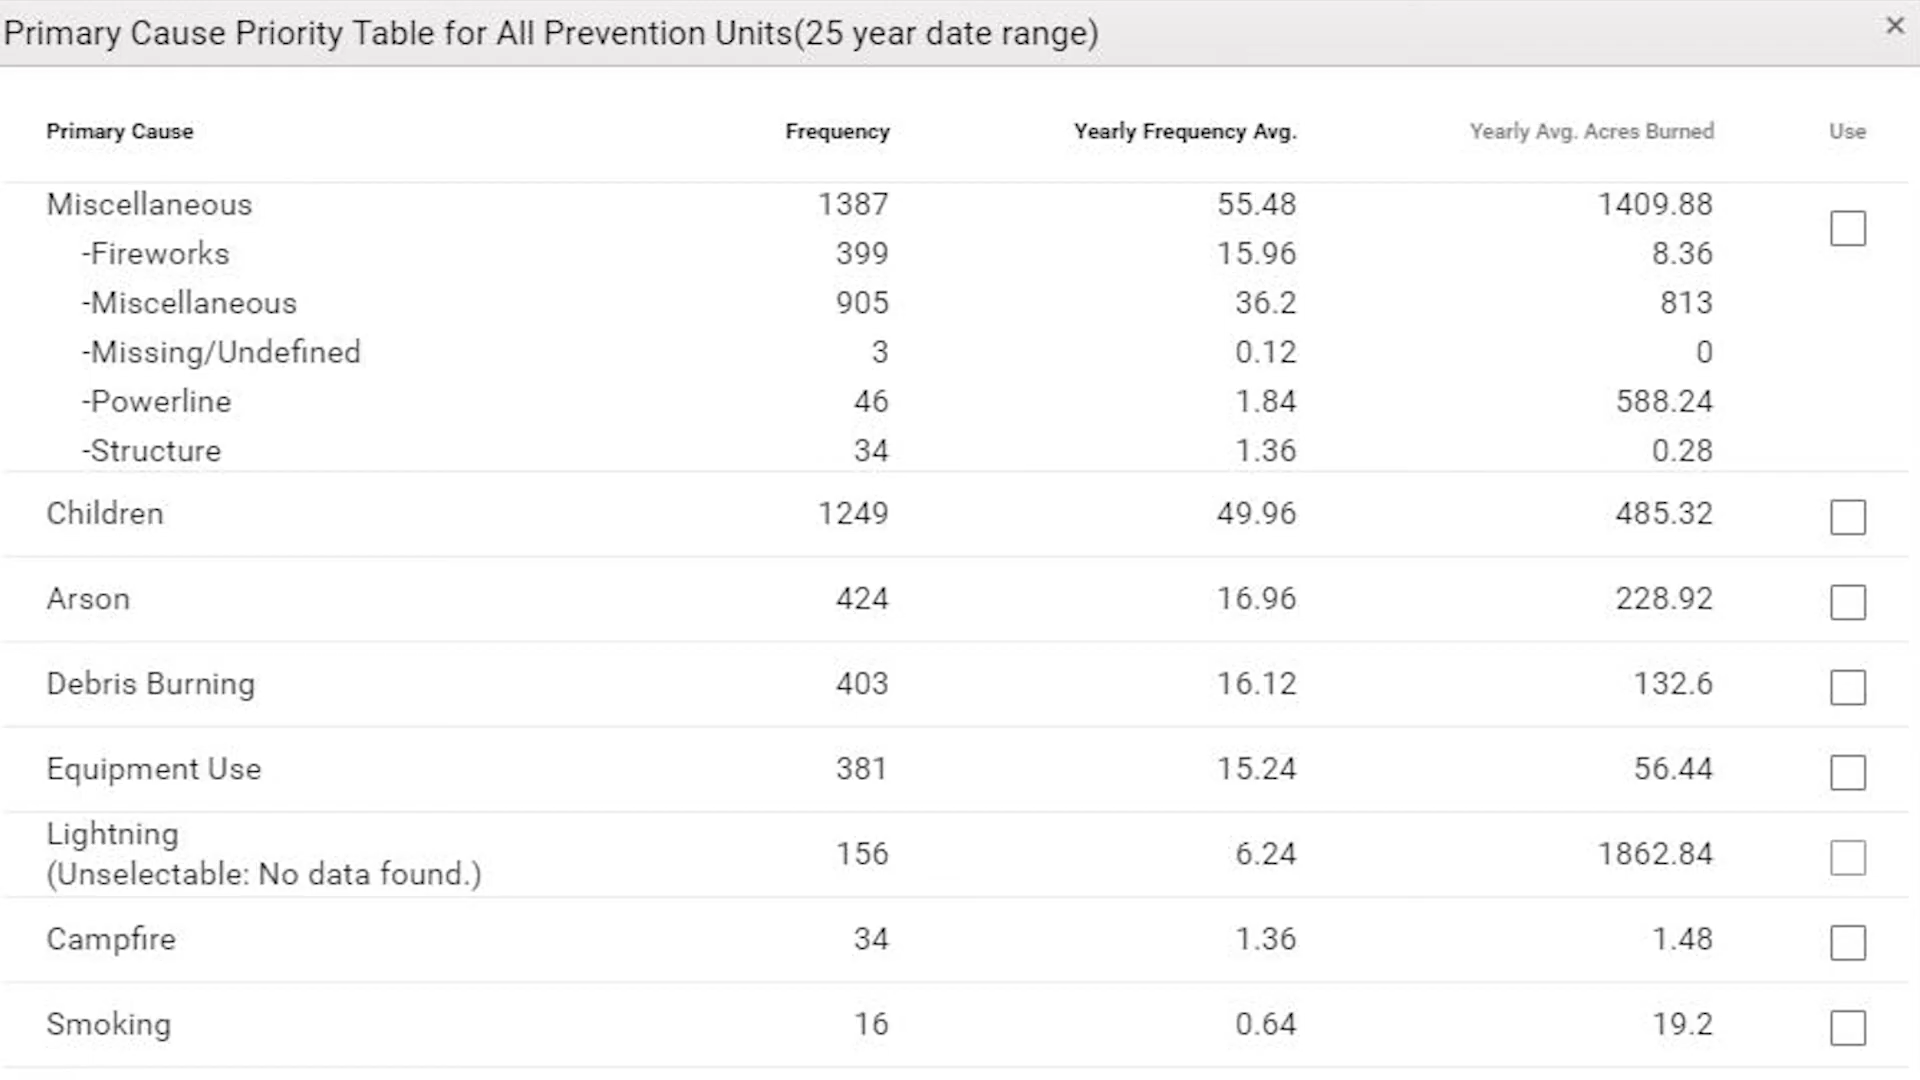 Primary Cause Priority Table for All Prevention Units(25 year date range) ×
Primary Cause Frequency Yearly Frequency Avg. Yearly Avg. Acres Burned Use
Miscellaneous 1387 55.48 1409.88
-Fireworks 399 15.96 8.36
-Miscellaneous 905 36.2 813
-Missing/Undefined 3 0.12 0
-Powerline 46 1.84 588.24
-Structure 34 1.36 0.28
Children 1249 49.96 485.32
Arson 424 16.96 228.92
Debris Burning 403 16.12 132.6
Equipment Use 381 15.24 56.44
Lightning
(Unselectable: No data found.) 156 6.24 1862.84
Campfire 34 1.36 1.48
Smoking 16 0.64 19.2